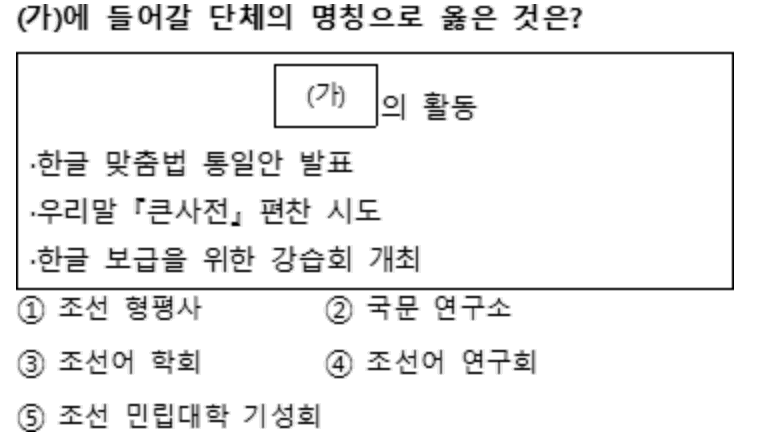 (가)에 들어갈 단체의 명칭으로 옳은 것은?
(가) 의 활동
·한글 맞춤법 통일안 발표
·우리말『큰사전』편찬 시도
·한글 보급을 위한 강습회 개최
① 조선 형평사 ② 국문 연구소
③ 조선어 학회 ④ 조선어 연구회
⑤ 조선 민립대학 기성회